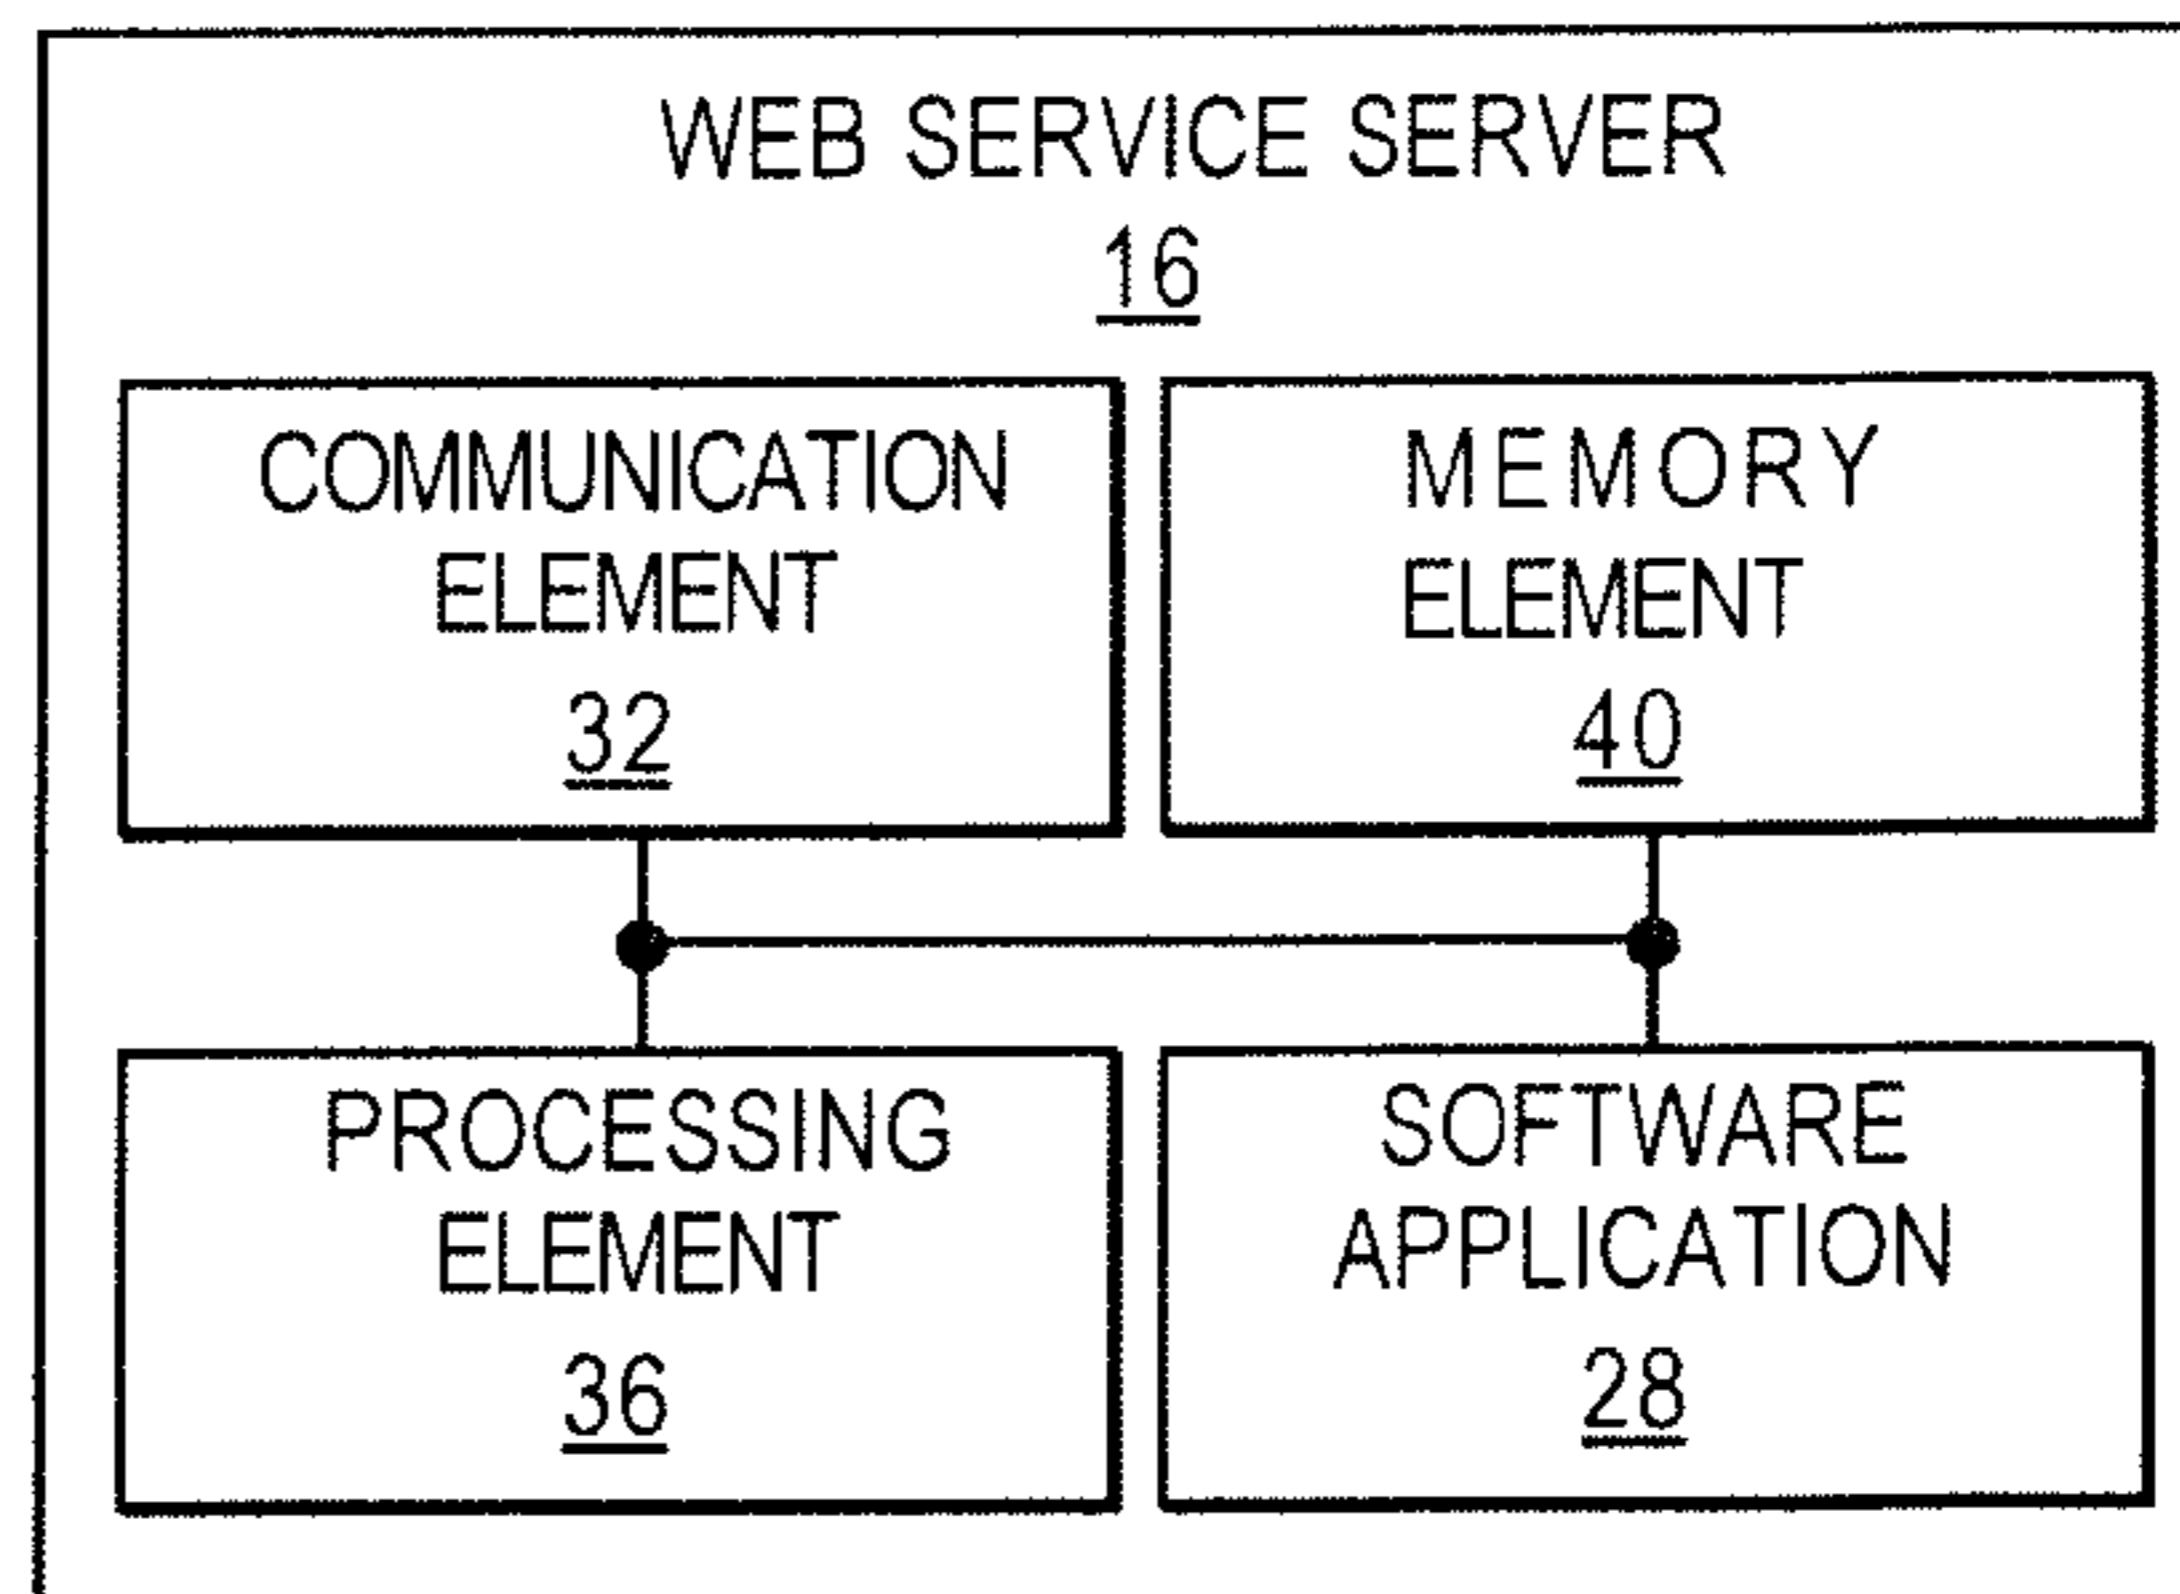 WEB SERVICE SERVER
16
COMMUNICATION
ELEMENT
32
MEMORY
ELEMENT
40
PROCESSING
ELEMENT
36
SOFTWARE
APPLICATION
28